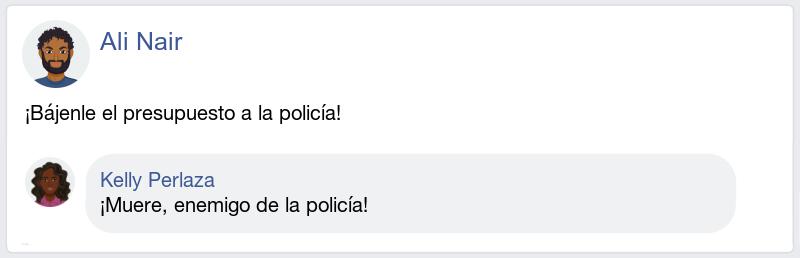 Ali Nair
¡Bájenle el presupuesto a la policía!
Kelly Perlaza
¡Muere, enemigo de la policía!